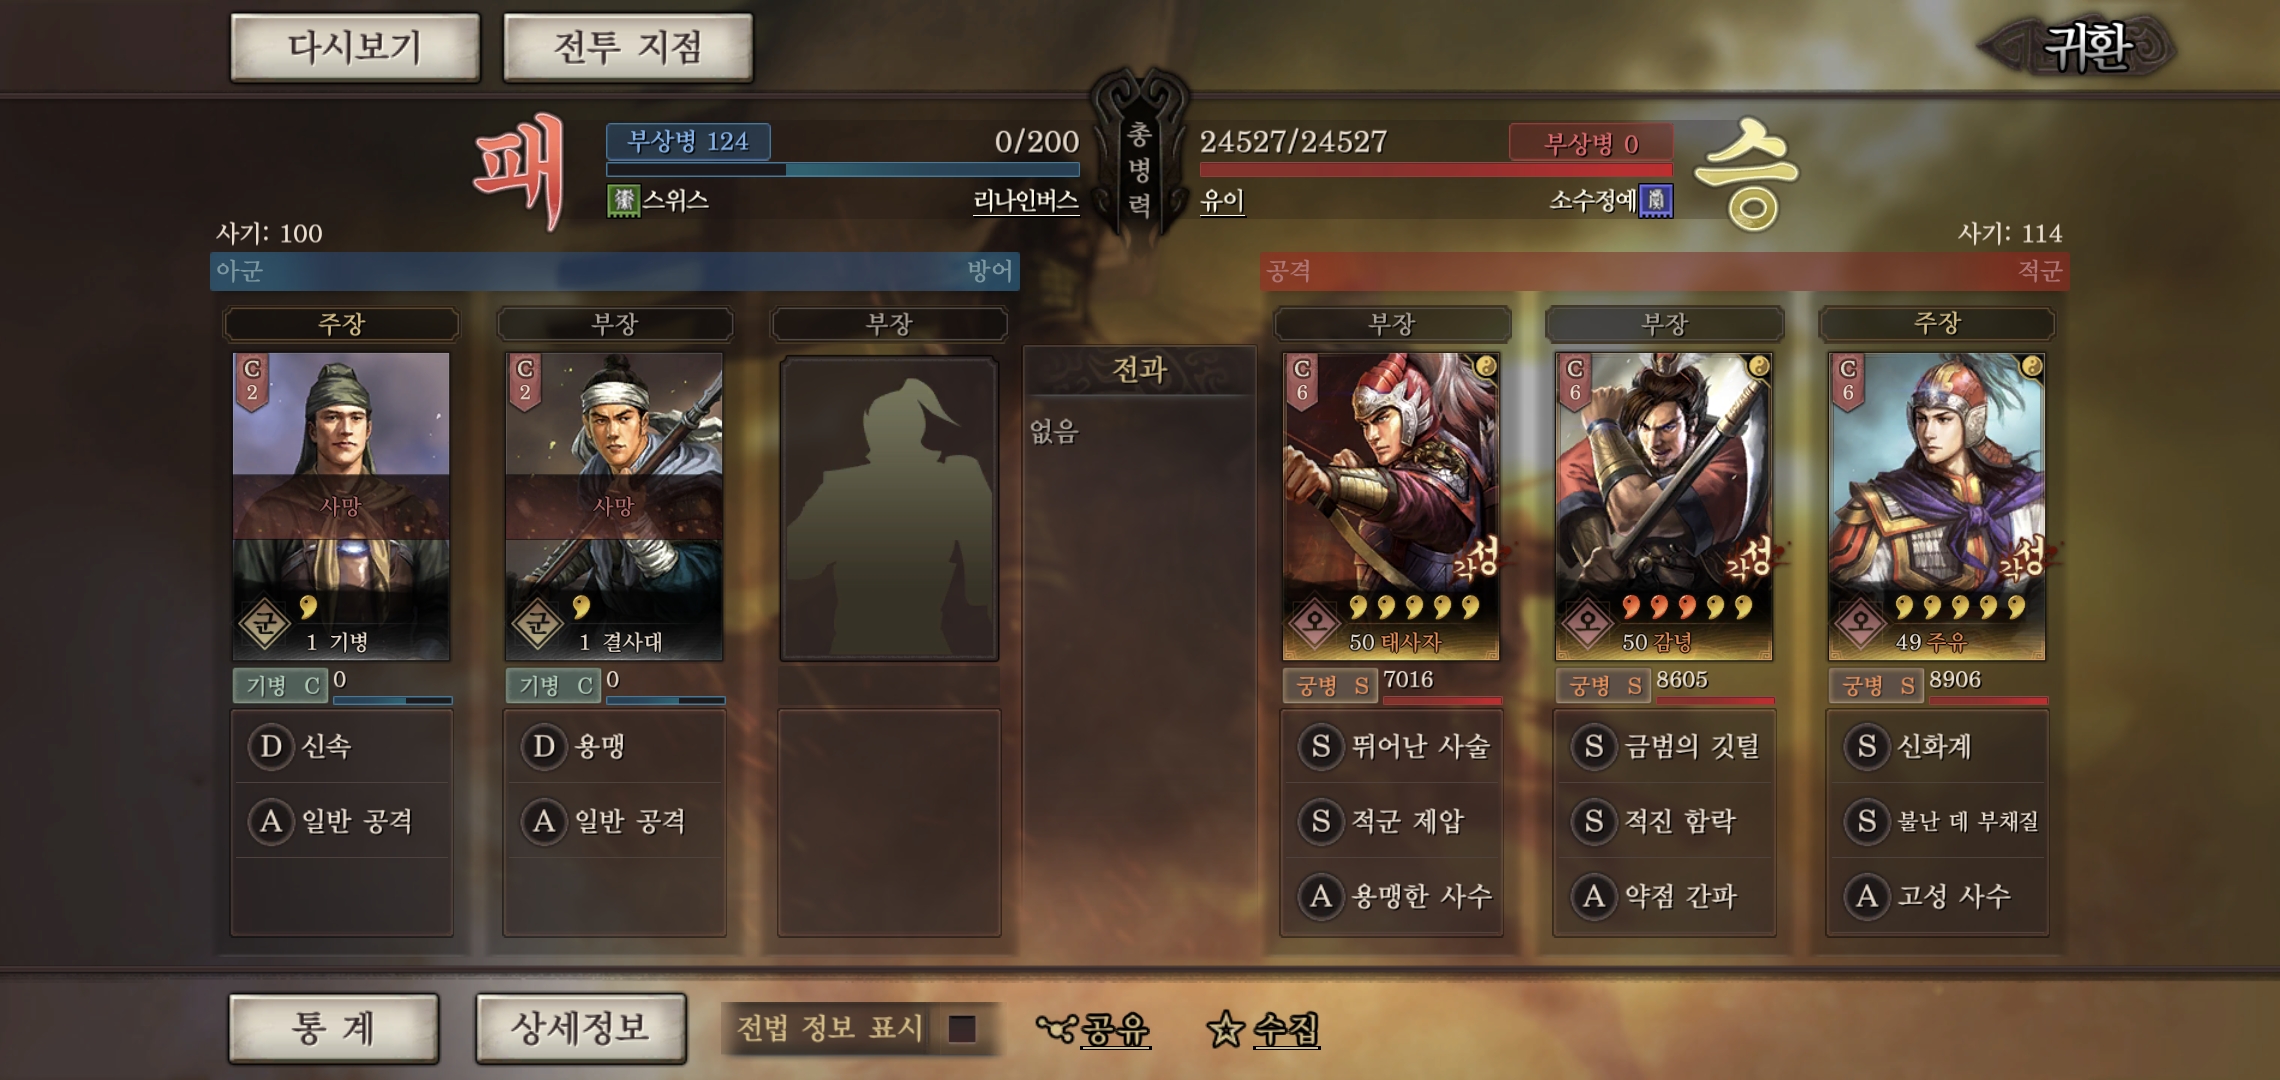 다시보기
전투 지점
귀환
패
부상병 124
0/200
총병력
24527/24527
부상병 0
승
스위스
리나인버스
유이
소수정예
사기: 100
사기: 114
아군
방어
공격
적군
주장
부장
부장
부장
부장
주장
전과
없음
C 2
사망
군
1 기병
기병 C
0
D 신속
A 일반 공격
C 2
사망
군
1 결사대
기병 C
0
D 용맹
A 일반 공격
C 6
각성
오
50 태사자
궁병 S
7016
S 뛰어난 사술
S 적군 제압
A 용맹한 사수
C 6
각성
오
50 감녕
궁병 S
8605
S 금범의 깃털
S 적진 함락
A 약점 간파
C 6
각성
오
49 주유
궁병 S
8906
S 신화계
S 불난 데 부채질
A 고성 사수
통 계
상세정보
전법 정보 표시
공유
수집